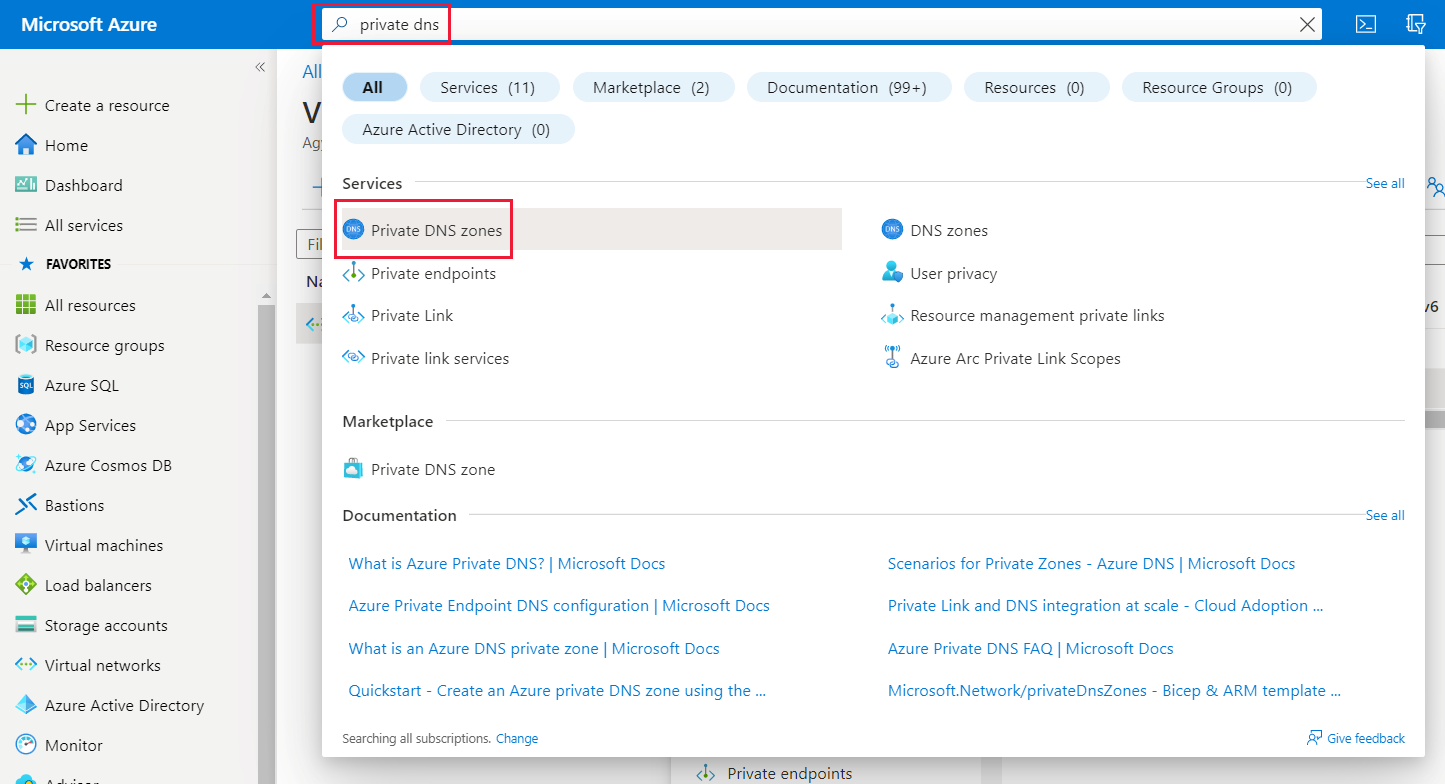 Microsoft Azure
private dns
All
Services (11)
Marketplace (2)
Documentation (99+)
Resources (0)
Resource Groups (0)
Azure Active Directory (0)
Create a resource
Home
Dashboard
All services
FAVORITES
All resources
Resource groups
Azure SQL
App Services
Azure Cosmos DB
Bastions
Virtual machines
Load balancers
Storage accounts
Virtual networks
Azure Active Directory
Monitor
All
V
Services
See all
Private DNS zones
DNS zones
Private endpoints
User privacy
Private Link
Resource management private links
Private link services
Azure Arc Private Link Scopes
Marketplace
Private DNS zone
Documentation
See all
What is Azure Private DNS? | Microsoft Docs
Scenarios for Private Zones - Azure DNS | Microsoft Docs
Azure Private Endpoint DNS configuration | Microsoft Docs
Private Link and DNS integration at scale - Cloud Adoption ...
What is an Azure DNS private zone | Microsoft Docs
Azure Private DNS FAQ | Microsoft Docs
Quickstart - Create an Azure private DNS zone using the ...
Microsoft.Network/privateDnsZones - Bicep & ARM template ...
Searching all subscriptions. Change
Give feedback
Private endpoints